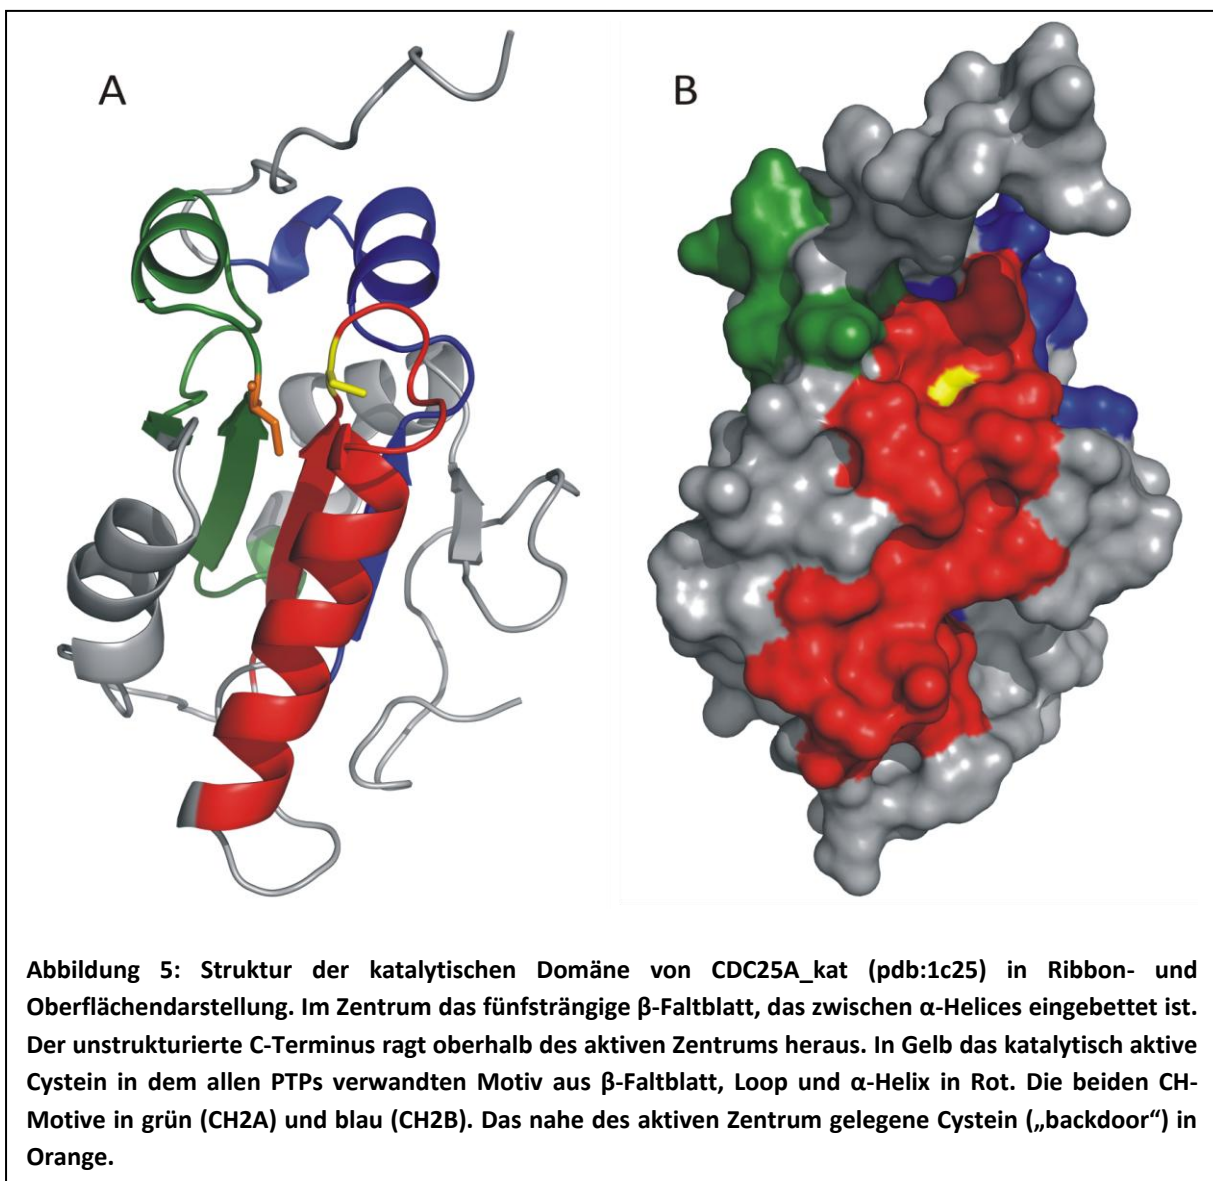 A
B
Abbildung 5: Struktur der katalytischen Domäne von CDC25A_kat (pdb:1c25) in Ribbon- und
Oberflächendarstellung. Im Zentrum das fünfsträngige β-Faltblatt, das zwischen α-Helices eingebettet ist.
Der unstrukturierte C-Terminus ragt oberhalb des aktiven Zentrums heraus. In Gelb das katalytisch aktive
Cystein in dem allen PTPs verwandten Motiv aus β-Faltblatt, Loop und α-Helix in Rot. Die beiden CH-
Motive in grün (CH2A) und blau (CH2B). Das nahe des aktiven Zentrum gelegene Cystein („backdoor“) in
Orange.